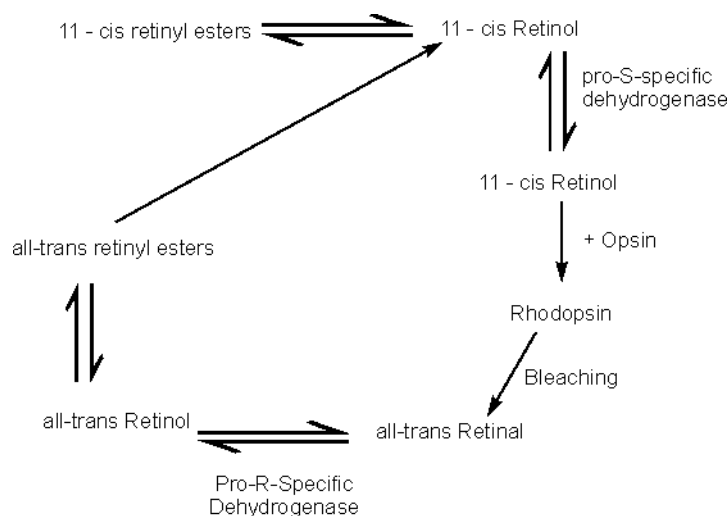 11 - cis retinyl esters
11 - cis Retinol
pro-S-specific
dehydrogenase
11 - cis Retinol
+ Opsin
all-trans retinyl esters
Rhodopsin
Bleaching
all-trans Retinol
all-trans Retinal
Pro-R-Specific
Dehydrogenase